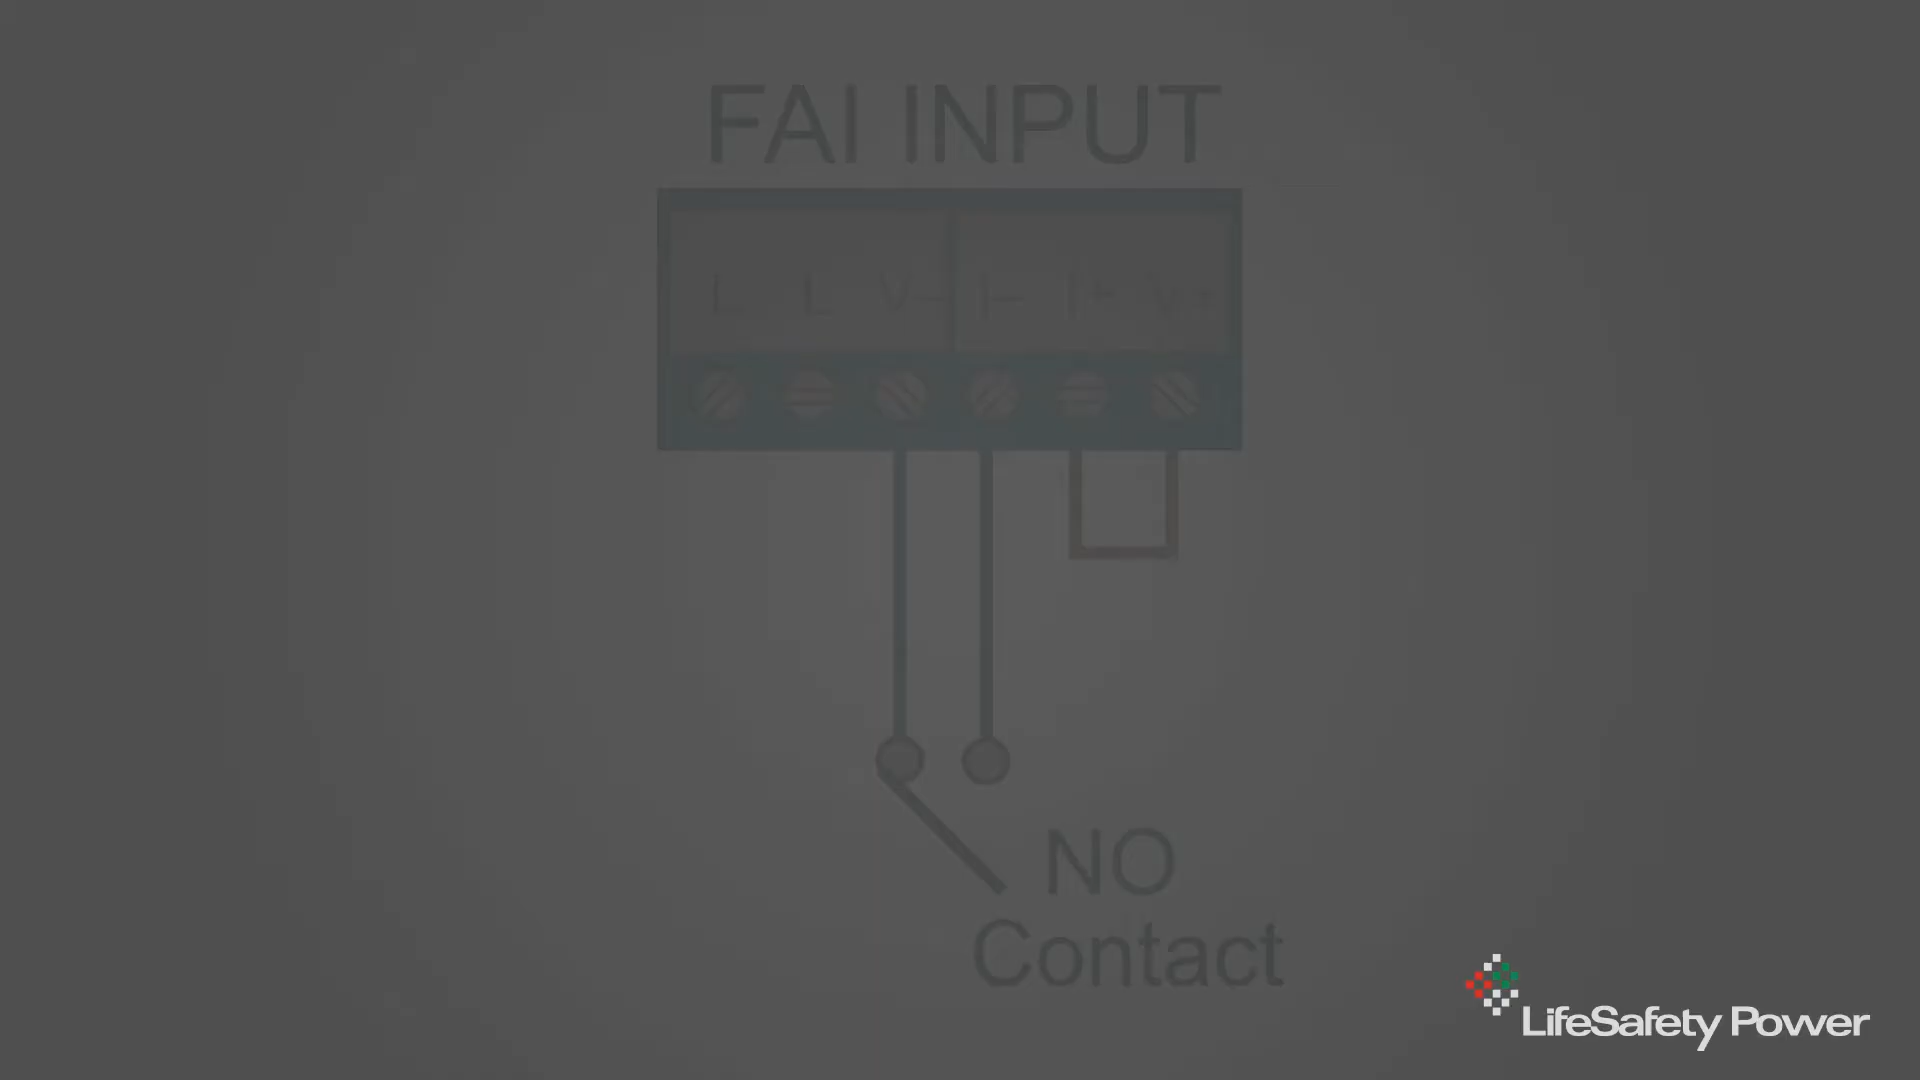 FAI INPUT
L L V– I– I+ V+
NO
Contact
LifeSafety Power